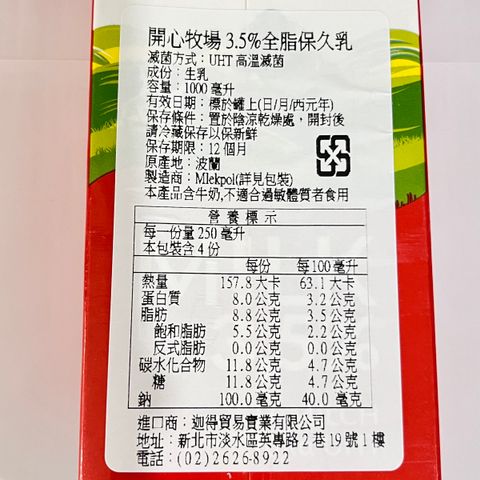 開心牧場 3.5%全脂保久乳
滅菌方式：UHT 高溫滅菌
成份：生乳
容量：1000 毫升
有效日期：標於罐上(日/月/西元年)
保存條件：置於陰涼乾燥處，開封後
請冷藏保存以保新鮮
保存期限：12 個月
原產地：波蘭
製造商：Mlekpol(詳見包裝)
本產品含牛奶,不適合過敏體質者食用
營養標示
每一份量 250 毫升
本包裝含 4 份
每份 每100 毫升
熱量 157.8 大卡 63.1 大卡
蛋白質 8.0 公克 3.2 公克
脂肪 8.8 公克 3.5 公克
飽和脂肪 5.5 公克 2.2 公克
反式脂肪 0.0 公克 0.0 公克
碳水化合物 11.8 公克 4.7 公克
糖 11.8 公克 4.7 公克
鈉 100.0 毫克 40.0 毫克
進口商：迦得貿易實業有限公司
地址：新北市淡水區英專路 2 巷 19 號 1 樓
電話：(02)2626-8922